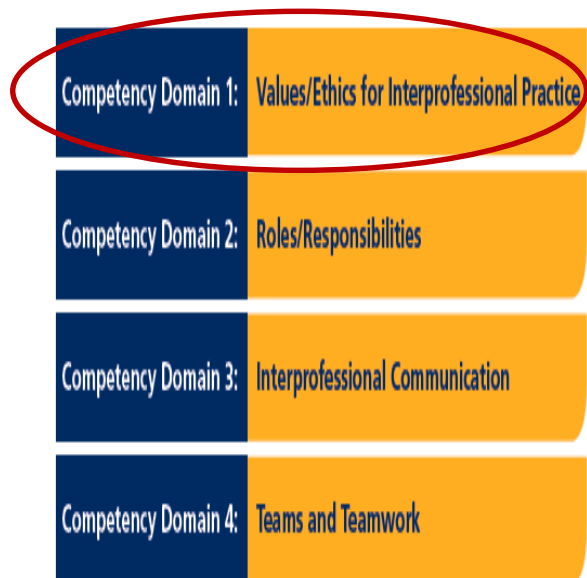 Competency Domain 1: Values/Ethics for Interprofessional Practice
Competency Domain 2: Roles/Responsibilities
Competency Domain 3: Interprofessional Communication
Competency Domain 4: Teams and Teamwork